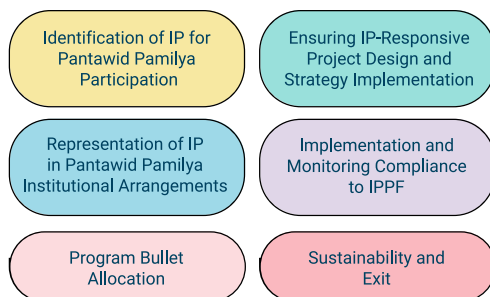 Identification of IP for
Pantawid Pamilya
Participation
Ensuring IP-Responsive
Project Design and
Strategy Implementation
Representation of IP
in Pantawid Pamilya
Institutional Arrangements
Implementation and
Monitoring Compliance
to IPPF
Program Bullet
Allocation
Sustainability and
Exit